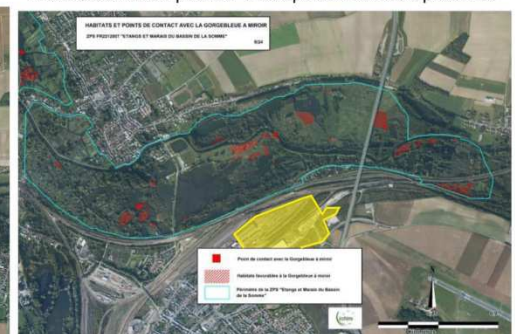 HABITATS ET POINTS DE CONTACT AVEC LA GORGEBLEUE A MIROIR
ZPS FR2212007 "ETANGS ET MARAIS DU BASSIN DE LA SOMME"
Point de contact avec la Gorgebleue à miroir
Habitats favorables à la Gorgebleue à miroir
Périmètre de la ZPS "Etangs et Marais du Bassin
de la Somme"